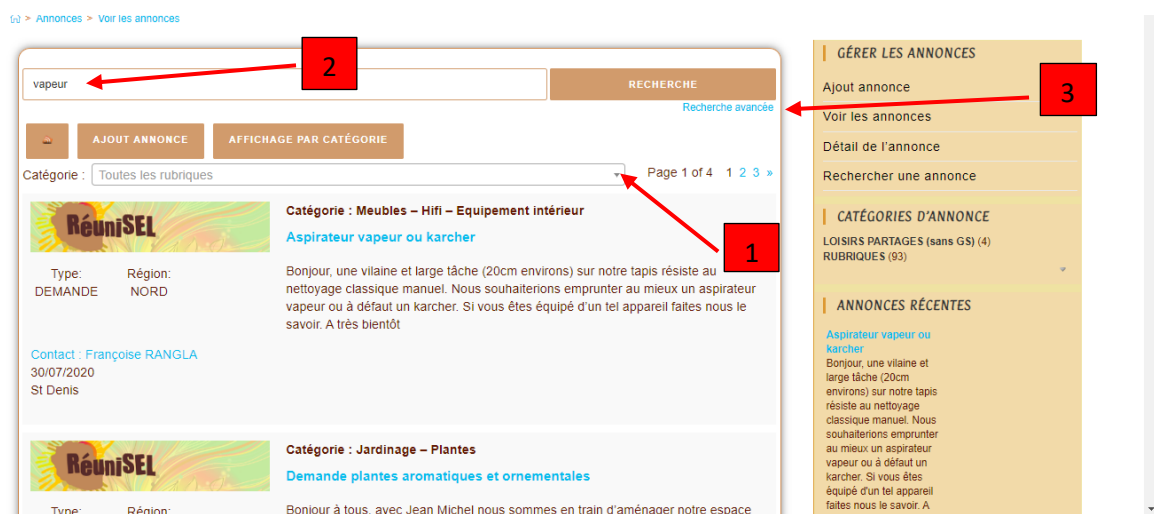 > Annonces > Voir les annonces
2
vapeur
RECHERCHE
Recherche avancée
AJOUT ANNONCE
AFFICHAGE PAR CATÉGORIE
Catégorie : Toutes les rubriques
Page 1 of 4 1 2 3 »
1
RéuniSEL
Catégorie : Meubles – Hifi – Equipement intérieur
Aspirateur vapeur ou karcher
Type: Région:
DEMANDE NORD
Bonjour, une vilaine et large tâche (20cm environs) sur notre tapis résiste au
nettoyage classique manuel. Nous souhaiterions emprunter au mieux un aspirateur
vapeur ou à défaut un karcher. Si vous êtes équipé d'un tel appareil faites nous le
savoir. A très bientôt
Contact : Françoise RANGLA
30/07/2020
St Denis
RéuniSEL
Catégorie : Jardinage – Plantes
Demande plantes aromatiques et ornementales
Type: Région:
Bonjour à tous, avec Jean Michel nous sommes en train d'aménager notre espace
GÉRER LES ANNONCES
3
Ajout annonce
Voir les annonces
Détail de l'annonce
Rechercher une annonce
CATÉGORIES D'ANNONCE
LOISIRS PARTAGES (sans GS) (4)
RUBRIQUES (93)
ANNONCES RÉCENTES
Aspirateur vapeur ou
karcher
Bonjour, une vilaine et
large tâche (20cm
environs) sur notre tapis
résiste au nettoyage
classique manuel. Nous
souhaiterions emprunter
au mieux un aspirateur
vapeur ou à défaut un
karcher. Si vous êtes
équipé d'un tel appareil
faites nous le savoir. A